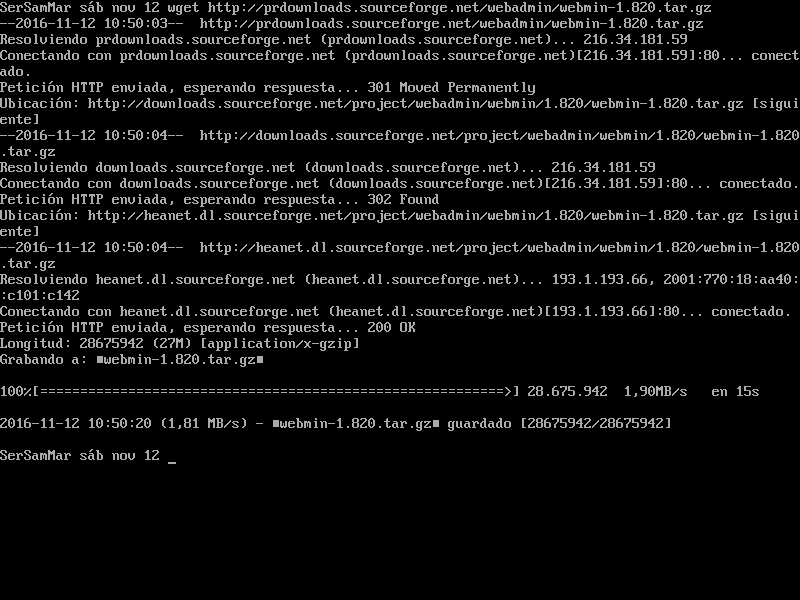 SerSamMar sáb nov 12 wget http://prdownloads.sourceforge.net/webadmin/webmin-1.820.tar.gz
--2016-11-12 10:50:03--  http://prdownloads.sourceforge.net/webadmin/webmin-1.820.tar.gz
Resolviendo prdownloads.sourceforge.net (prdownloads.sourceforge.net)... 216.34.181.59
Conectando con prdownloads.sourceforge.net (prdownloads.sourceforge.net)[216.34.181.59]:80... conect
ado.
Petición HTTP enviada, esperando respuesta... 301 Moved Permanently
Ubicación: http://downloads.sourceforge.net/project/webadmin/webmin/1.820/webmin-1.820.tar.gz [sigui
ente]
--2016-11-12 10:50:04--  http://downloads.sourceforge.net/project/webadmin/webmin/1.820/webmin-1.820
.tar.gz
Resolviendo downloads.sourceforge.net (downloads.sourceforge.net)... 216.34.181.59
Conectando con downloads.sourceforge.net (downloads.sourceforge.net)[216.34.181.59]:80... conectado.
Petición HTTP enviada, esperando respuesta... 302 Found
Ubicación: http://heanet.dl.sourceforge.net/project/webadmin/webmin/1.820/webmin-1.820.tar.gz [sigui
ente]
--2016-11-12 10:50:04--  http://heanet.dl.sourceforge.net/project/webadmin/webmin/1.820/webmin-1.820
.tar.gz
Resolviendo heanet.dl.sourceforge.net (heanet.dl.sourceforge.net)... 193.1.193.66, 2001:770:18:aa40:
:c101:c142
Conectando con heanet.dl.sourceforge.net (heanet.dl.sourceforge.net)[193.1.193.66]:80... conectado.
Petición HTTP enviada, esperando respuesta... 200 OK
Longitud: 28675942 (27M) [application/x-gzip]
Grabando a: ■webmin-1.820.tar.gz■
100%[==========================================================>] 28.675.942  1,90MB/s   en 15s
2016-11-12 10:50:20 (1,81 MB/s) - ■webmin-1.820.tar.gz■ guardado [28675942/28675942]
SerSamMar sáb nov 12 _